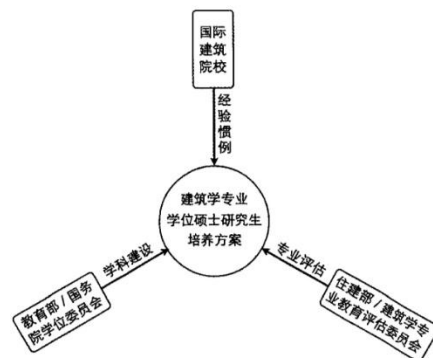 国际
建筑
院校
经验惯例
建筑学专业
学位硕士研究生
培养方案
学科建设
专业评估
教育部/国务
院学位委员会
住建部/建筑学专
业教育评估委员会